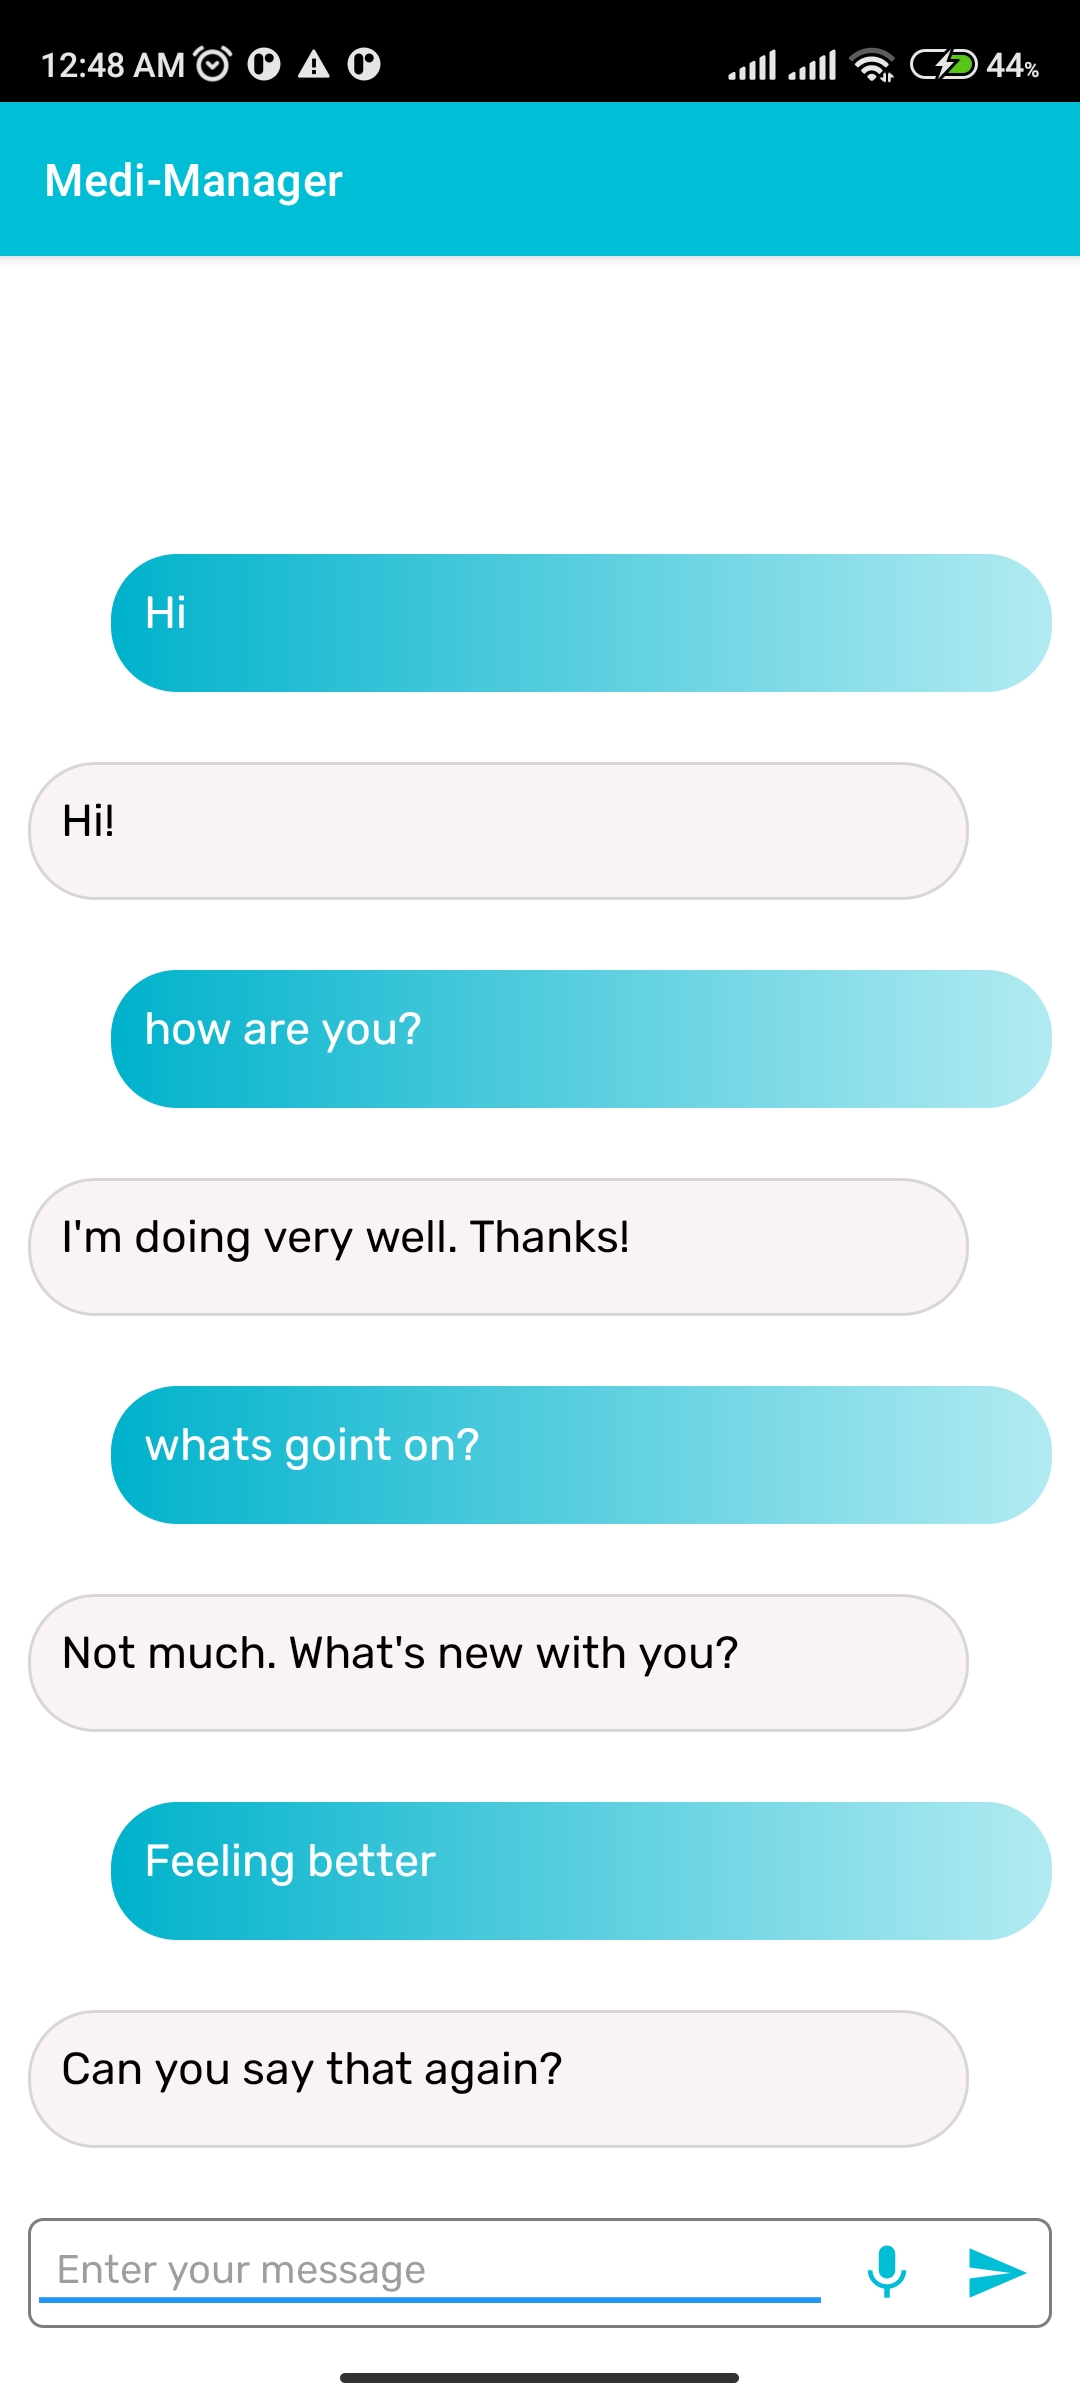 12:48 AM 44%
Medi-Manager
Hi
Hi!
how are you?
I'm doing very well. Thanks!
whats goint on?
Not much. What's new with you?
Feeling better
Can you say that again?
Enter your message